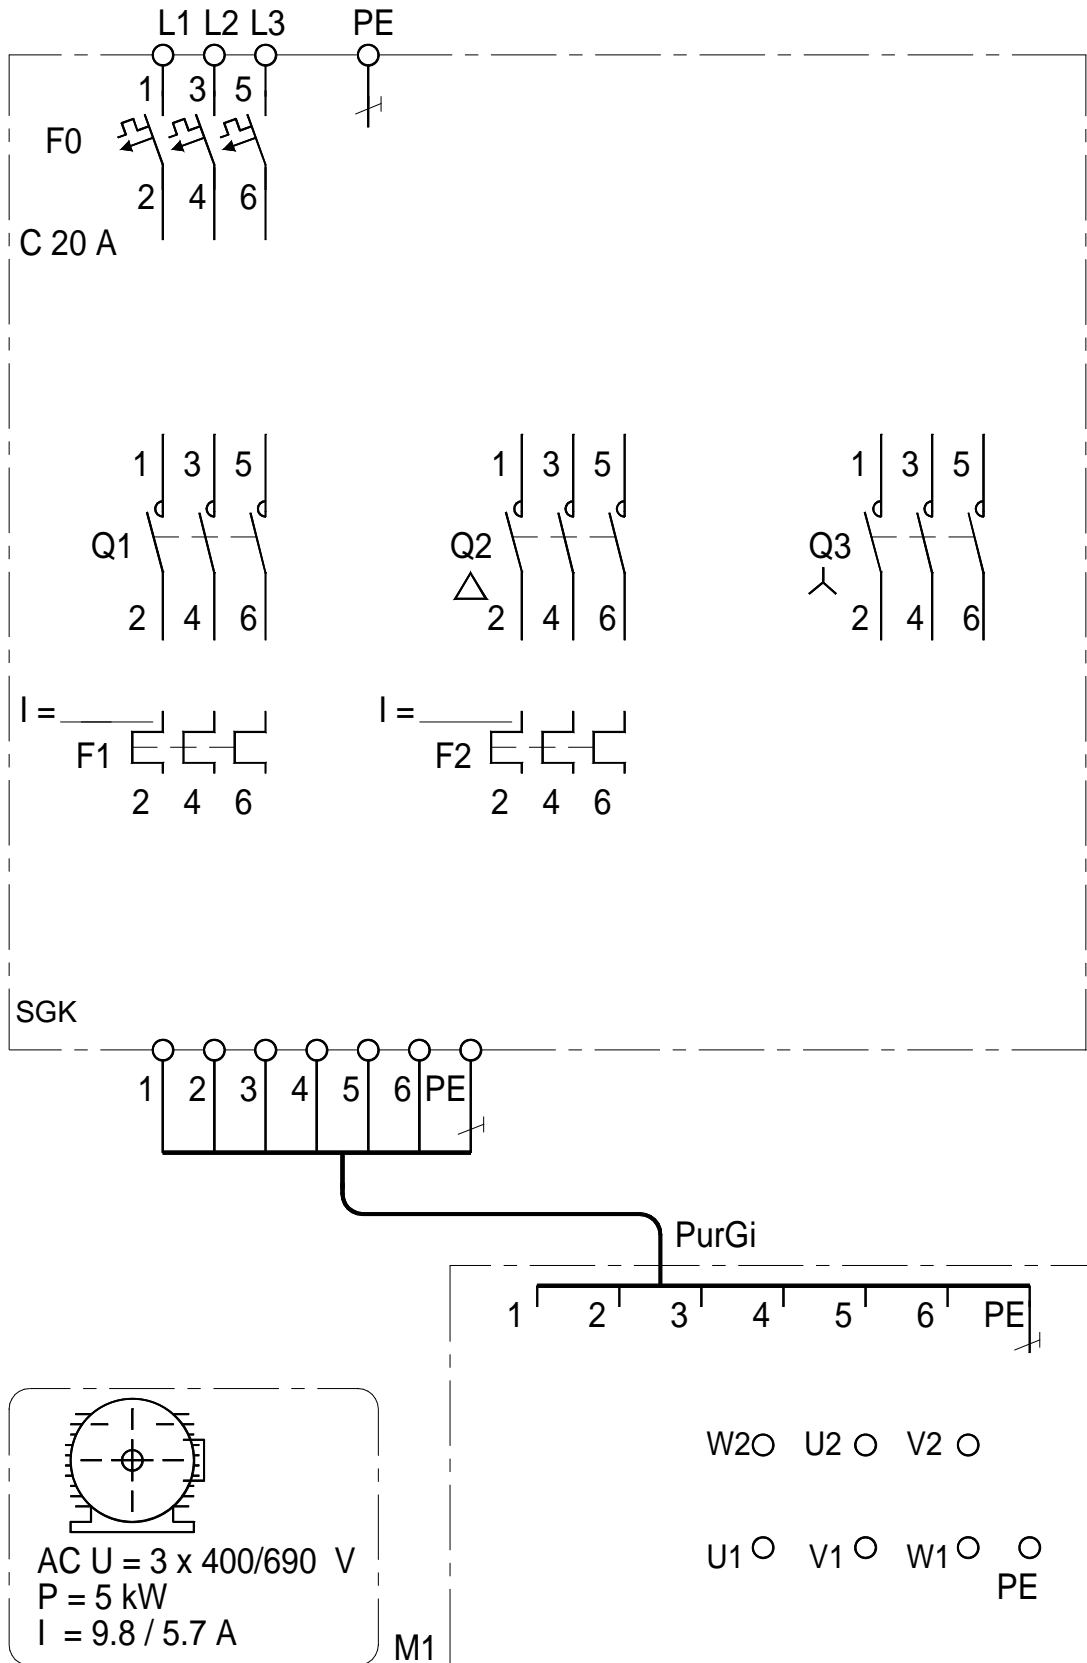 L1 L2 L3 PE
1 3 5
F0
2 4 6
C 20 A
1 3 5 1 3 5 1 3 5
Q1 Q2 Q3
2 4 6 2 4 6 2 4 6
I = ________ I = ________
F1 F2
2 4 6 2 4 6
SGK
1 2 3 4 5 6 PE
PurGi
1 2 3 4 5 6 PE
W2 U2 V2
U1 V1 W1
PE
AC U = 3 x 400/690 V
P = 5 kW
I = 9.8 / 5.7 A
M1